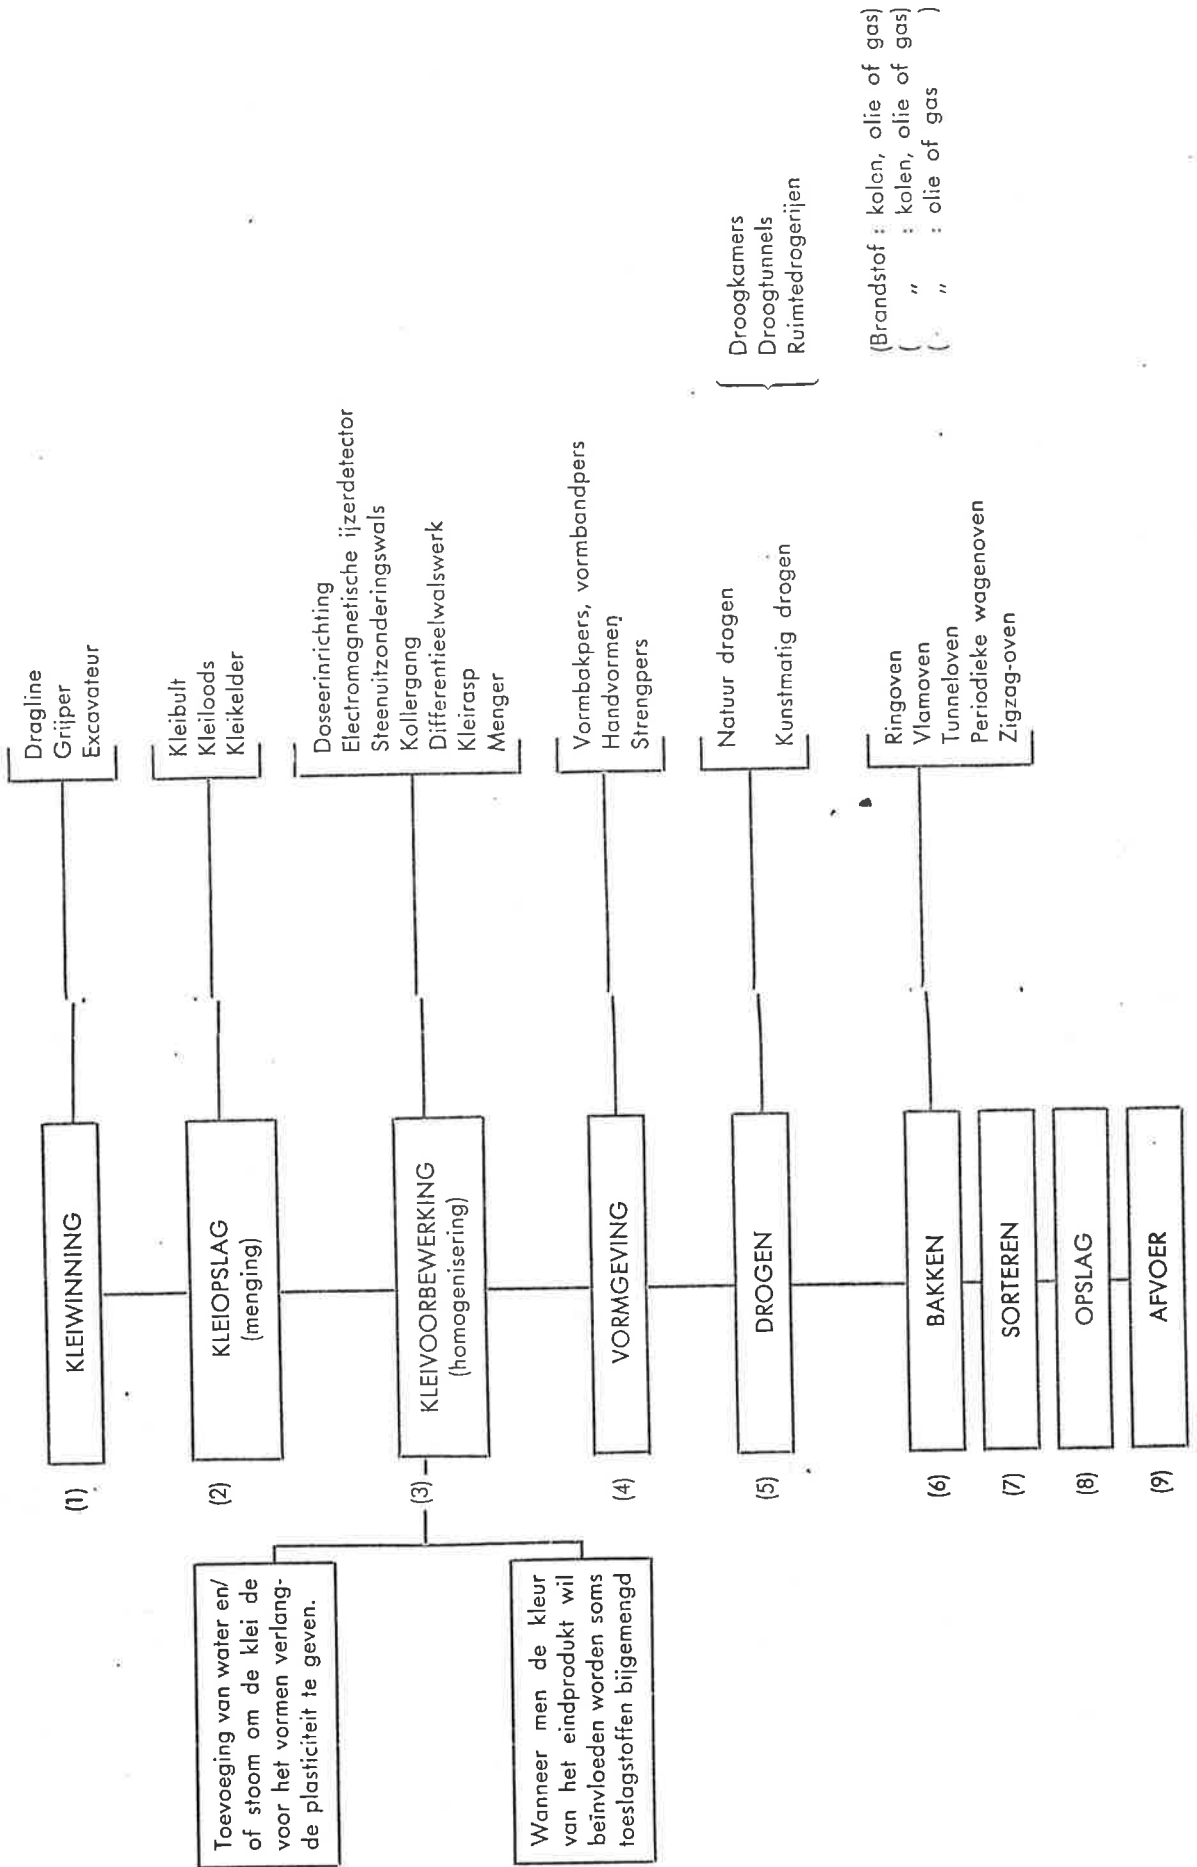 (1)
KLEIWINNING
Dragline
Grijper
Excavateur
(2)
KLEIOPSLAG
(menging)
Kleibult
Kleiloods
Kleikelder
Toevoeging van water en/
of stoom om de klei de
voor het vormen verlang-
de plasticiteit te geven.
Wanneer men de kleur
van het eindprodukt wil
beïnvloeden worden soms
toeslagstoffen bijgemengd
(3)
KLEIVOORBEWERKING
(homogenisering)
Doseerinrichting
Electromagnetische ijzerdetector
Steenuitzonderingswals
Kollergang
Differentieelwalswerk
Kleirasp
Menger
(4)
VORMGEVING
Vormbakpers, vormbandpers
Handvormen
Strengpers
(5)
DROGEN
Natuur drogen
Kunstmatig drogen
Droogkamers
Droogtunnels
Ruimtedrogerijen
(6)
BAKKEN
Ringoven (Brandstof : kolen, olie of gas)
Vlamoven ( „ : kolen, olie of gas)
Tunneloven ( „ : olie of gas )
Periodieke wagenoven
Zigzag-oven
(7)
SORTEREN
(8)
OPSLAG
(9)
AFVOER